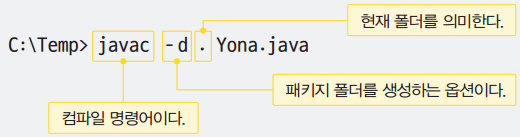 현재 폴더를 의미한다.
C:\Temp> javac -d . Yona.java
패키지 폴더를 생성하는 옵션이다.
컴파일 명령어이다.